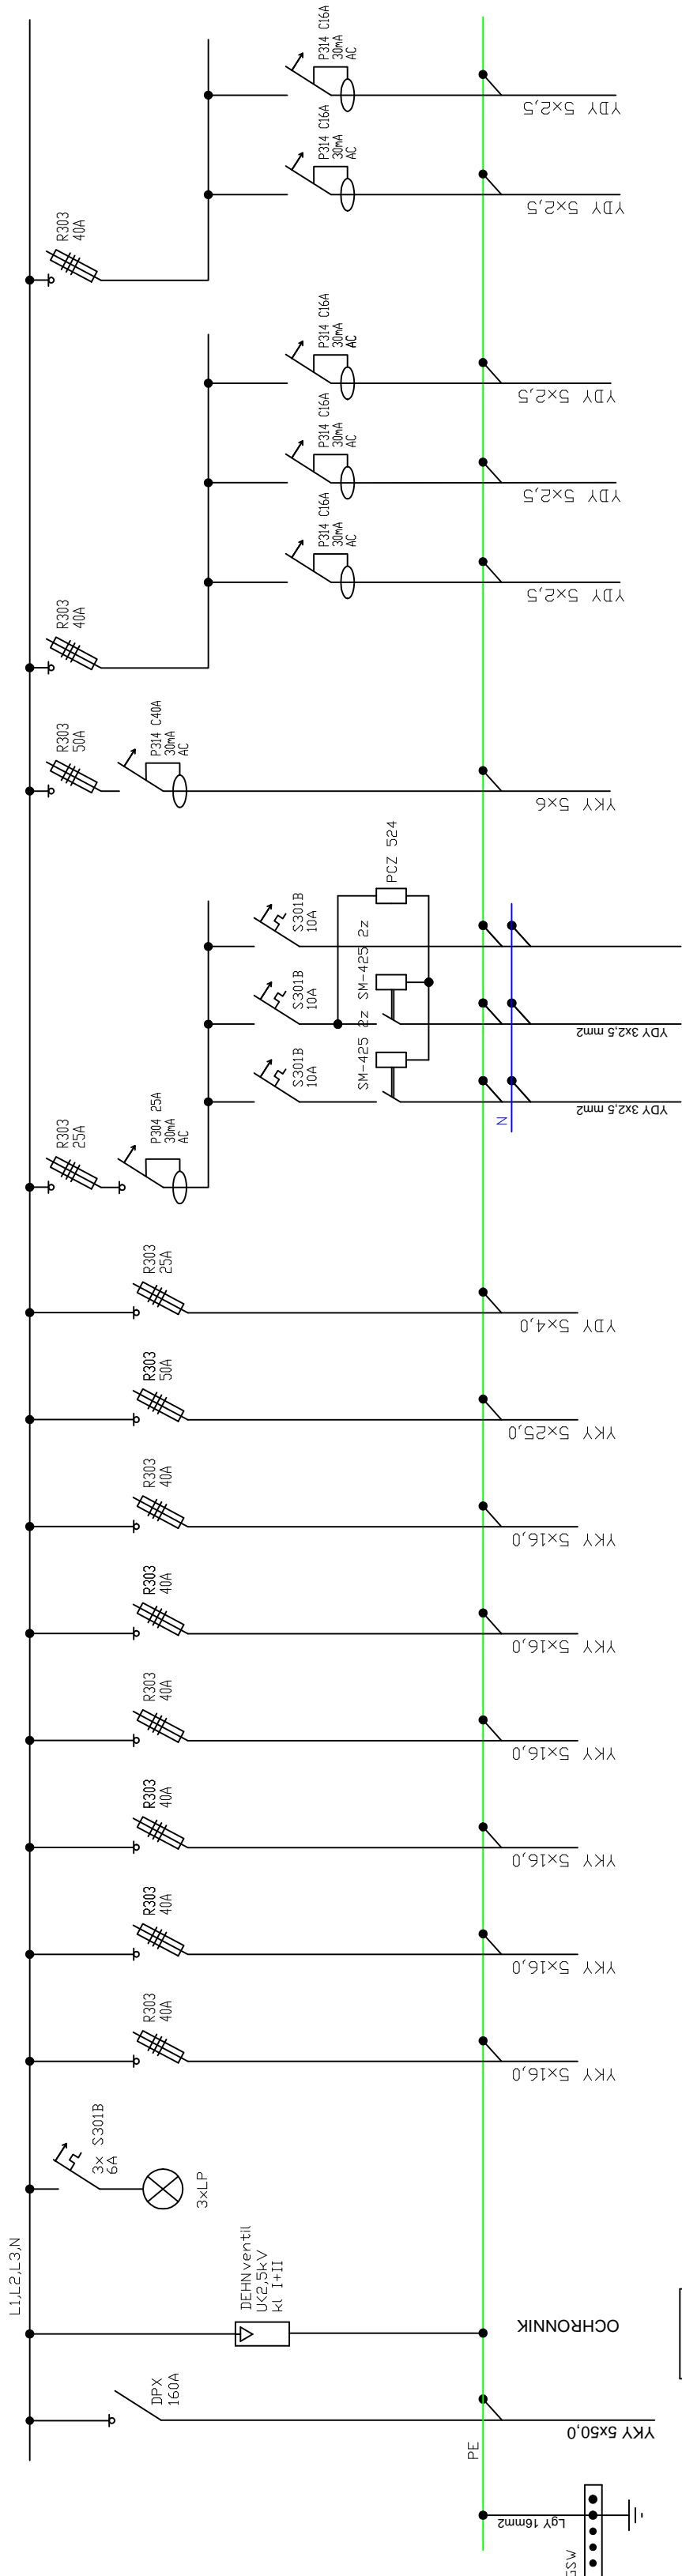 P314 C16A
30mA
AC
YDY 5x2,5
P314 C16A
30mA
AC
YDY 5x2,5
R303
40A
P314 C16A
30mA
AC
YDY 5x2,5
P314 C16A
30mA
AC
YDY 5x2,5
P314 C16A
30mA
AC
YDY 5x2,5
R303
40A
R303
50A
P314 C40A
30mA
AC
YKY 5x6
PCZ 524
S301B
10A
SM-425 2z
S301B
10A
YDY 3x2,5 mm2
SM-425 2z
S301B
10A
YDY 3x2,5 mm2
N
R303
25A
P304 25A
30mA
AC
R303
25A
YDY 5x4,0
R303
50A
YKY 5x25,0
R303
40A
YKY 5x16,0
R303
40A
YKY 5x16,0
R303
40A
YKY 5x16,0
R303
40A
YKY 5x16,0
R303
40A
YKY 5x16,0
R303
40A
YKY 5x16,0
3x S301B
6A
3xLP
L1,L2,L3,N
DEHNventil
UK2,5kV
kl I+II
OCHRONNIK
DPX
160A
YKY 5x50,0
PE
LgY 16mm2
GSW